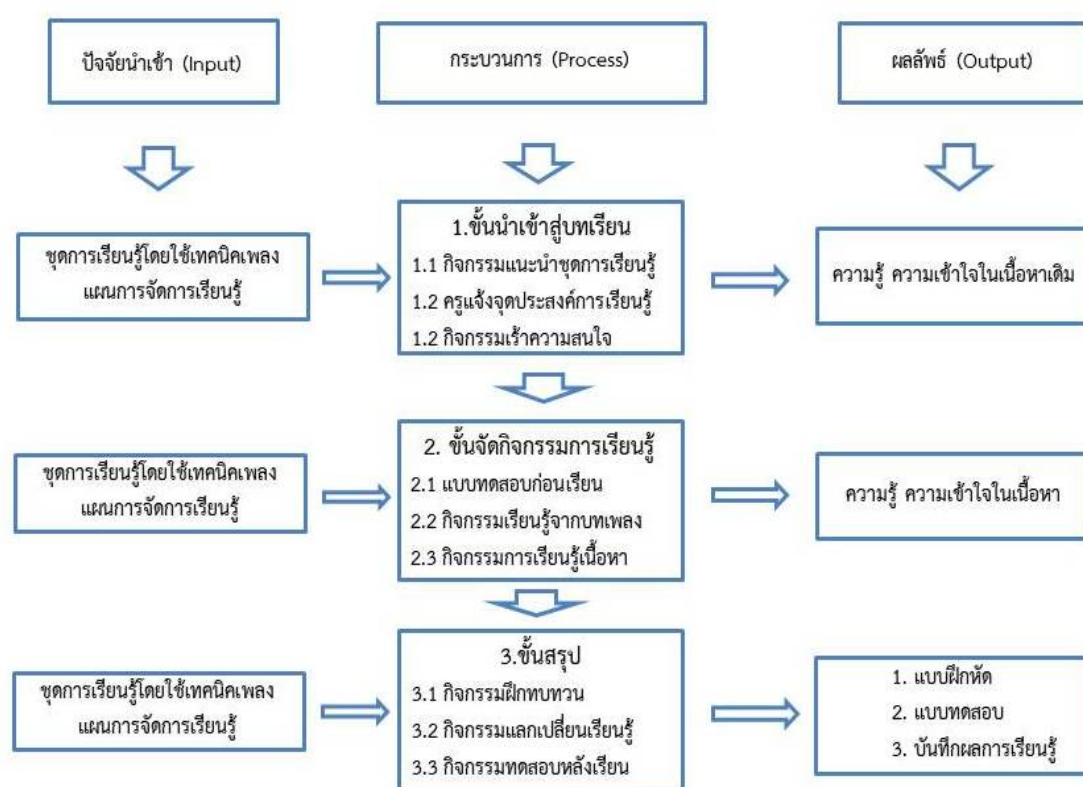 ปัจจัยนำเข้า (Input)
กระบวนการ (Process)
ผลลัพธ์ (Output)
ชุดการเรียนรู้โดยใช้เทคนิคเพลง
แผนการจัดการเรียนรู้
1.ขั้นนำเข้าสู่บทเรียน
1.1 กิจกรรมแนะนำชุดการเรียนรู้
1.2 ครูแจ้งจุดประสงค์การเรียนรู้
1.2 กิจกรรมเร้าความสนใจ
ความรู้ ความเข้าใจในเนื้อหาเดิม
ชุดการเรียนรู้โดยใช้เทคนิคเพลง
แผนการจัดการเรียนรู้
2. ขั้นจัดกิจกรรมการเรียนรู้
2.1 แบบทดสอบก่อนเรียน
2.2 กิจกรรมเรียนรู้จากบทเพลง
2.3 กิจกรรมการเรียนรู้เนื้อหา
ความรู้ ความเข้าใจในเนื้อหา
ชุดการเรียนรู้โดยใช้เทคนิคเพลง
แผนการจัดการเรียนรู้
3.ขั้นสรุป
3.1 กิจกรรมฝึกทบทวน
3.2 กิจกรรมแลกเปลี่ยนเรียนรู้
3.3 กิจกรรมทดสอบหลังเรียน
1. แบบฝึกหัด
2. แบบทดสอบ
3. บันทึกผลการเรียนรู้